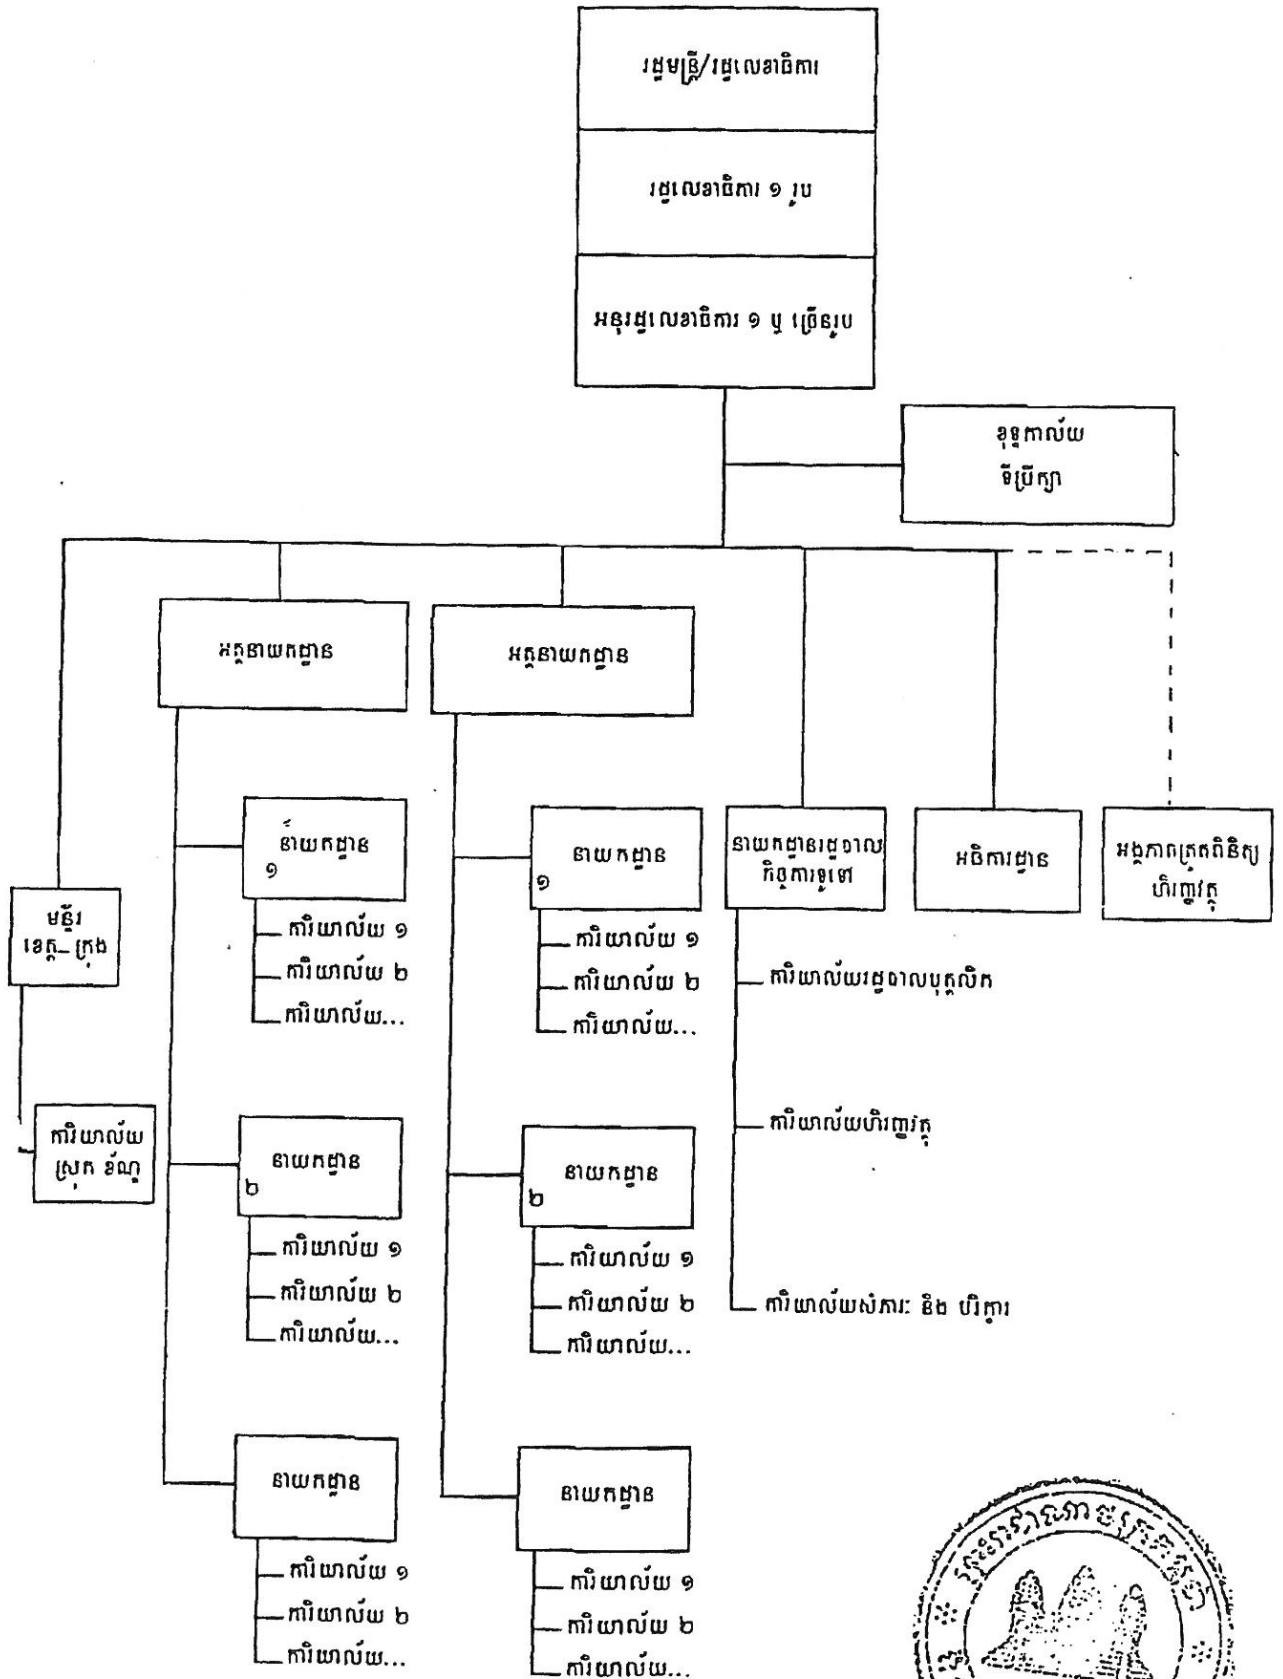 រដ្ឋមន្ត្រី/រដ្ឋលេខាធិការ
រដ្ឋលេខាធិការ ១ រូប
អនុរដ្ឋលេខាធិការ ១ ឬ ច្រើនរូប
ខុទ្ទកាល័យ
ទីប្រឹក្សា
អគ្គនាយកដ្ឋាន
អគ្គនាយកដ្ឋាន
នាយកដ្ឋាន
១
ការិយាល័យ ១
ការិយាល័យ ២
ការិយាល័យ...
នាយកដ្ឋាន
១
ការិយាល័យ ១
ការិយាល័យ ២
ការិយាល័យ...
នាយកដ្ឋានរដ្ឋបាល
កិច្ចការទូទៅ
អធិការដ្ឋាន
អង្គភាពត្រួតពិនិត្យ
ហិរញ្ញវត្ថុ
មន្ទីរ
ខេត្ត_ ក្រុង
ការិយាល័យរដ្ឋបាលបុគ្គលិក
ការិយាល័យ
ស្រុក ខ័ណ្ឌ
ការិយាល័យហិរញ្ញវត្ថុ
នាយកដ្ឋាន
២
ការិយាល័យ ១
ការិយាល័យ ២
ការិយាល័យ...
នាយកដ្ឋាន
២
ការិយាល័យ ១
ការិយាល័យ ២
ការិយាល័យ...
ការិយាល័យសំភារៈ និង បរិក្ខារ
នាយកដ្ឋាន
ការិយាល័យ ១
ការិយាល័យ ២
ការិយាល័យ...
នាយកដ្ឋាន
ការិយាល័យ ១
ការិយាល័យ ២
ការិយាល័យ...